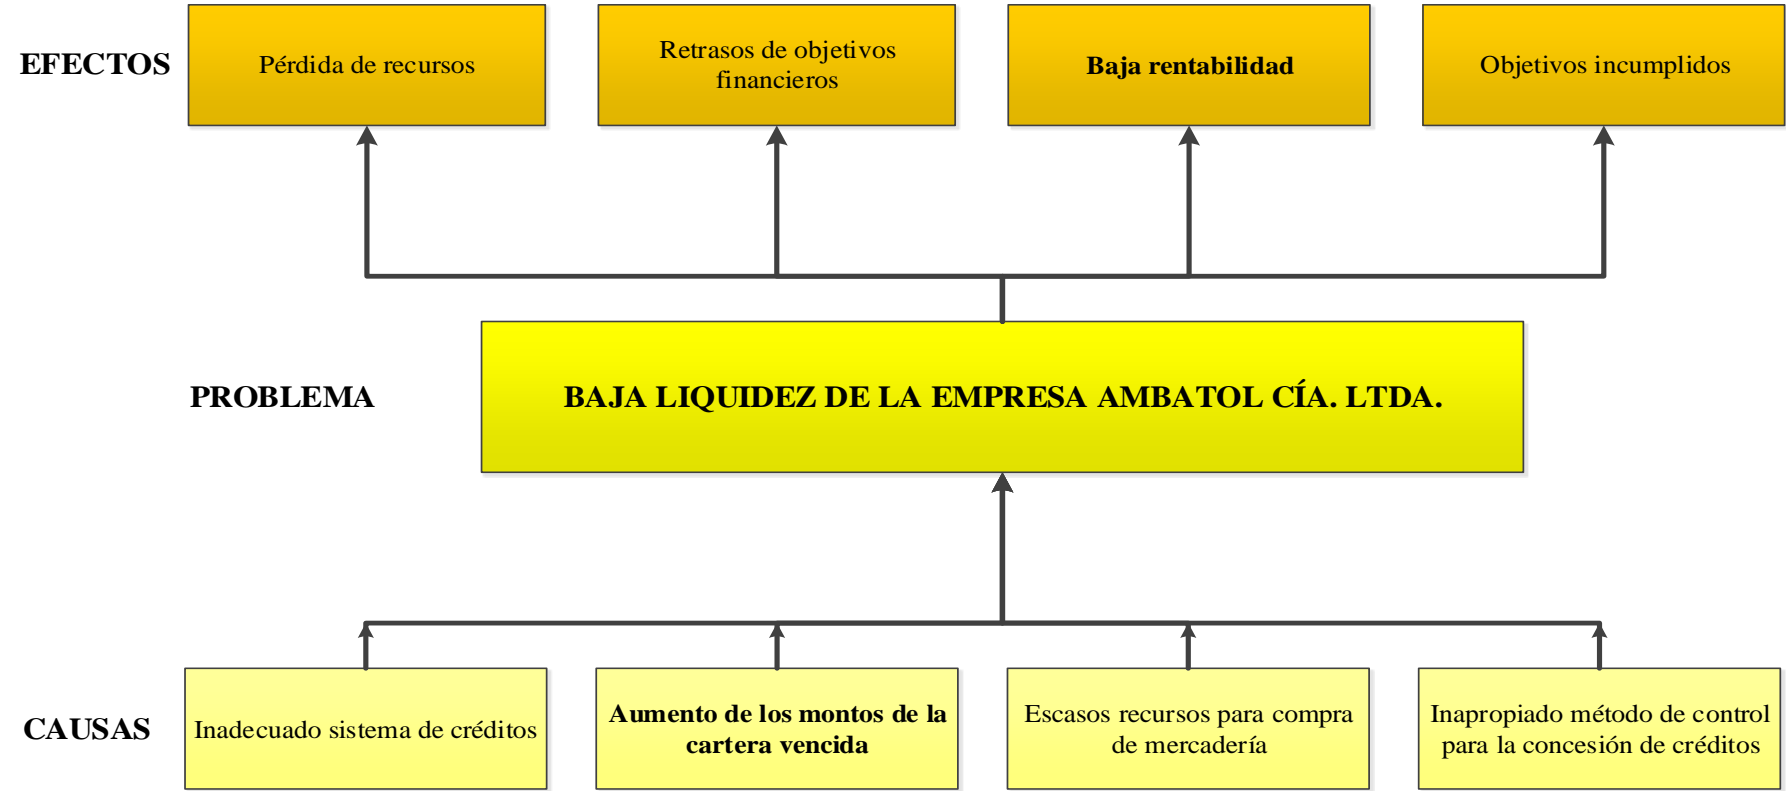 EFECTOS
Pérdida de recursos
Retrasos de objetivos
financieros
Baja rentabilidad
Objetivos incumplidos
PROBLEMA
BAJA LIQUIDEZ DE LA EMPRESA AMBATOL CÍA. LTDA.
CAUSAS
Inadecuado sistema de créditos
Aumento de los montos de la
cartera vencida
Escasos recursos para compra
de mercadería
Inapropiado método de control
para la concesión de créditos